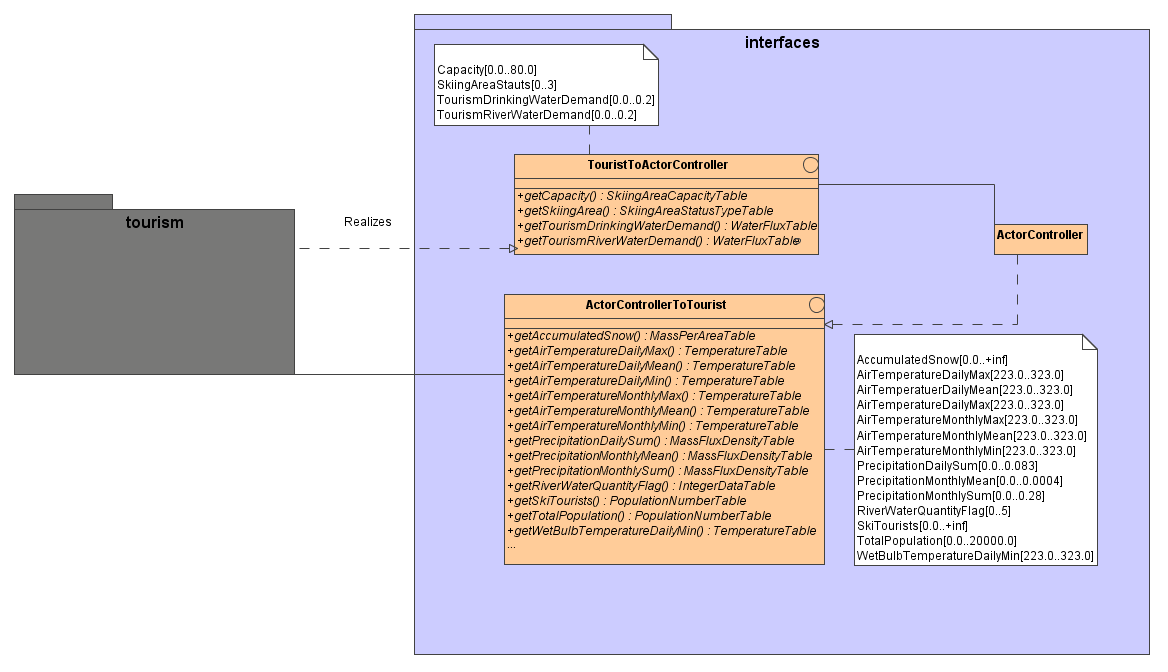 interfaces
Capacity[0.0..80.0]
SkiingAreaStauts[0..3]
TourismDrinkingWaterDemand[0.0..0.2]
TourismRiverWaterDemand[0.0..0.2]
TouristToActorController
+getCapacity() : SkiingAreaCapacityTable
+getSkiingArea() : SkiingAreaStatusTypeTable
+getTourismDrinkingWaterDemand() : WaterFluxTable
+getTourismRiverWaterDemand() : WaterFluxTable
tourism
Realizes
ActorController
ActorControllerToTourist
+getAccumulatedSnow() : MassPerAreaTable
+getAirTemperatureDailyMax() : TemperatureTable
+getAirTemperatureDailyMean() : TemperatureTable
+getAirTemperatureDailyMin() : TemperatureTable
+getAirTemperatureMonthlyMax() : TemperatureTable
+getAirTemperatureMonthlyMean() : TemperatureTable
+getAirTemperatureMonthlyMin() : TemperatureTable
+getPrecipitationDailySum() : MassFluxDensityTable
+getPrecipitationMonthlyMean() : MassFluxDensityTable
+getPrecipitationMonthlySum() : MassFluxDensityTable
+getRiverWaterQuantityFlag() : IntegerDataTable
+getSkiTourists() : PopulationNumberTable
+getTotalPopulation() : PopulationNumberTable
+getWetBulbTemperatureDailyMin() : TemperatureTable
...
AccumulatedSnow[0.0..+inf]
AirTemperatureDailyMax[223.0..323.0]
AirTemperatuerDailyMean[223.0..323.0]
AirTemperatureDailyMax[223.0..323.0]
AirTemperatureMonthlyMax[223.0..323.0]
AirTemperatureMonthlyMean[223.0..323.0]
AirTemperatureMonthlyMin[223.0..323.0]
PrecipitationDailySum[0.0..0.083]
PrecipitationMonthlyMean[0.0..0.0004]
PrecipitationMonthlySum[0.0..0.28]
RiverWaterQuantityFlag[0..5]
SkiTourists[0.0..+inf]
TotalPopulation[0.0..20000.0]
WetBulbTemperatureDailyMin[223.0..323.0]